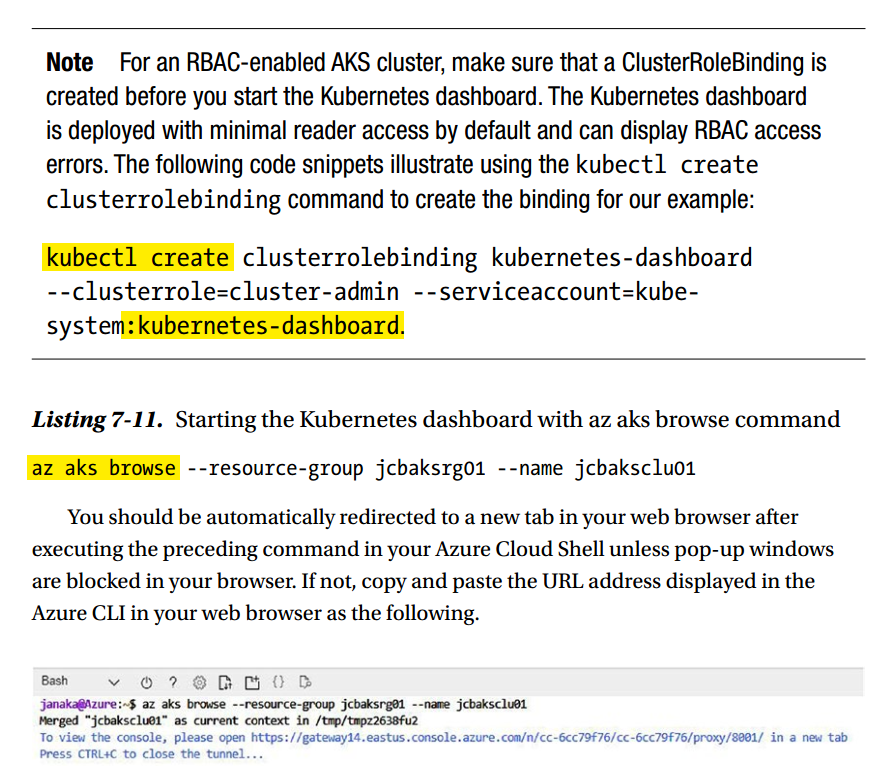 Note For an RBAC-enabled AKS cluster, make sure that a ClusterRoleBinding is
created before you start the Kubernetes dashboard. The Kubernetes dashboard
is deployed with minimal reader access by default and can display RBAC access
errors. The following code snippets illustrate using the kubectl create
clusterrolebinding command to create the binding for our example:
kubectl create clusterrolebinding kubernetes-dashboard
--clusterrole=cluster-admin --serviceaccount=kube-
system:kubernetes-dashboard.
Listing 7-11. Starting the Kubernetes dashboard with az aks browse command
az aks browse --resource-group jcbaksrg01 --name jcbaksclu01
You should be automatically redirected to a new tab in your web browser after
executing the preceding command in your Azure Cloud Shell unless pop-up windows
are blocked in your browser. If not, copy and paste the URL address displayed in the
Azure CLI in your web browser as the following.
Bash ?  {}
janaka@Azure:~$ az aks browse --resource-group jcbaksrg01 --name jcbaksclu01
Merged "jcbaksclu01" as current context in /tmp/tmpz2638fu2
To view the console, please open https://gateway14.eastus.console.azure.com/n/cc-6cc79f76/cc-6cc79f76/proxy/8001/ in a new tab
Press CTRL+C to close the tunnel...